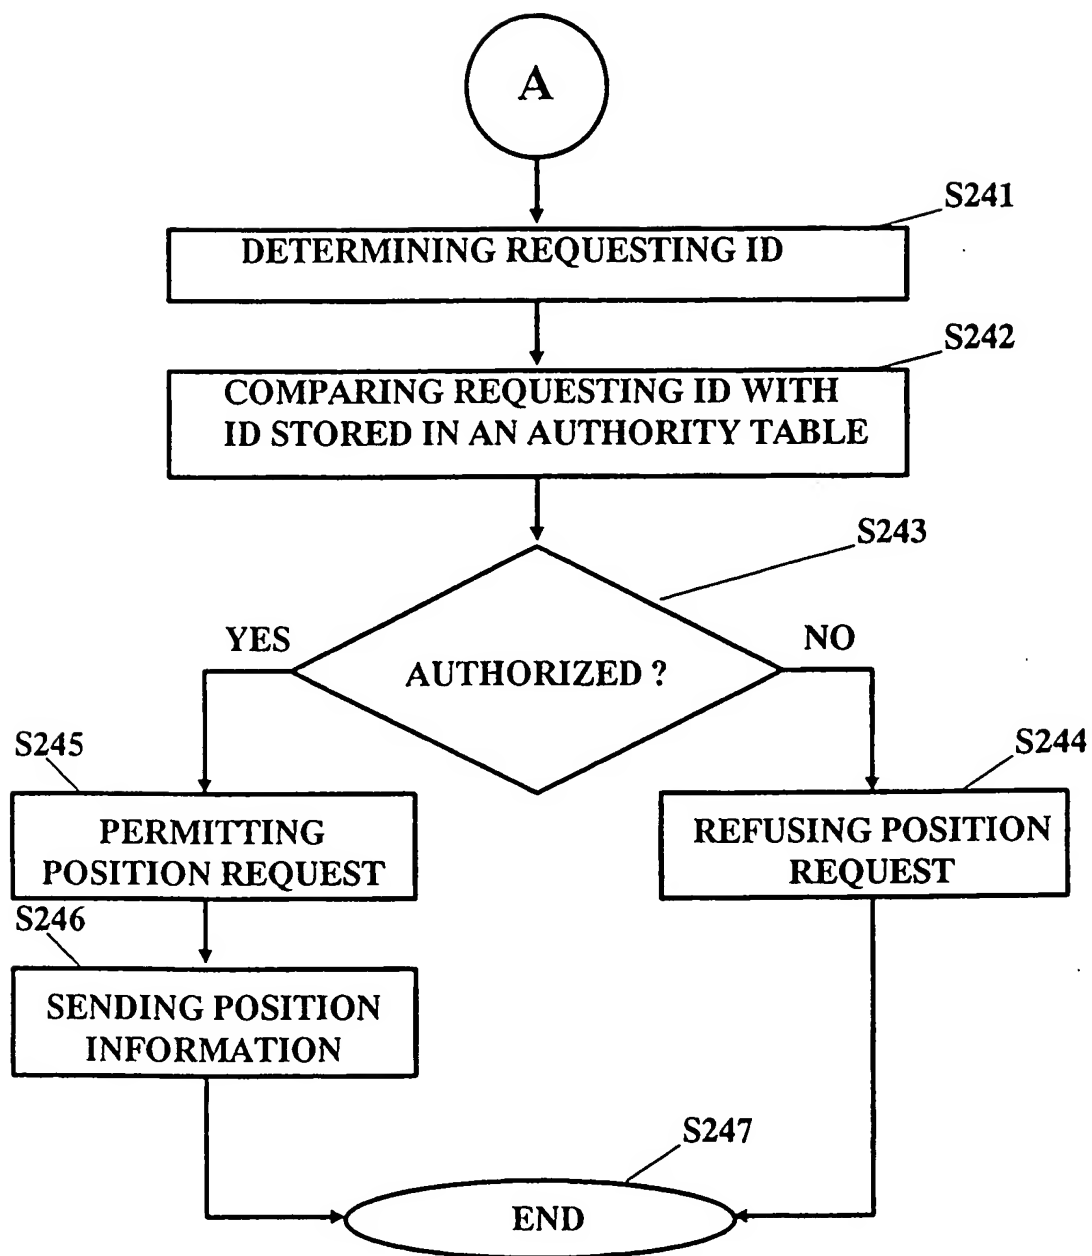 A
S241
DETERMINING REQUESTING ID
S242
COMPARING REQUESTING ID WITH
ID STORED IN AN AUTHORITY TABLE
S243
YES
NO
AUTHORIZED ?
S245
S244
PERMITTING
POSITION REQUEST
REFUSING POSITION
REQUEST
S246
SENDING POSITION
INFORMATION
S247
END